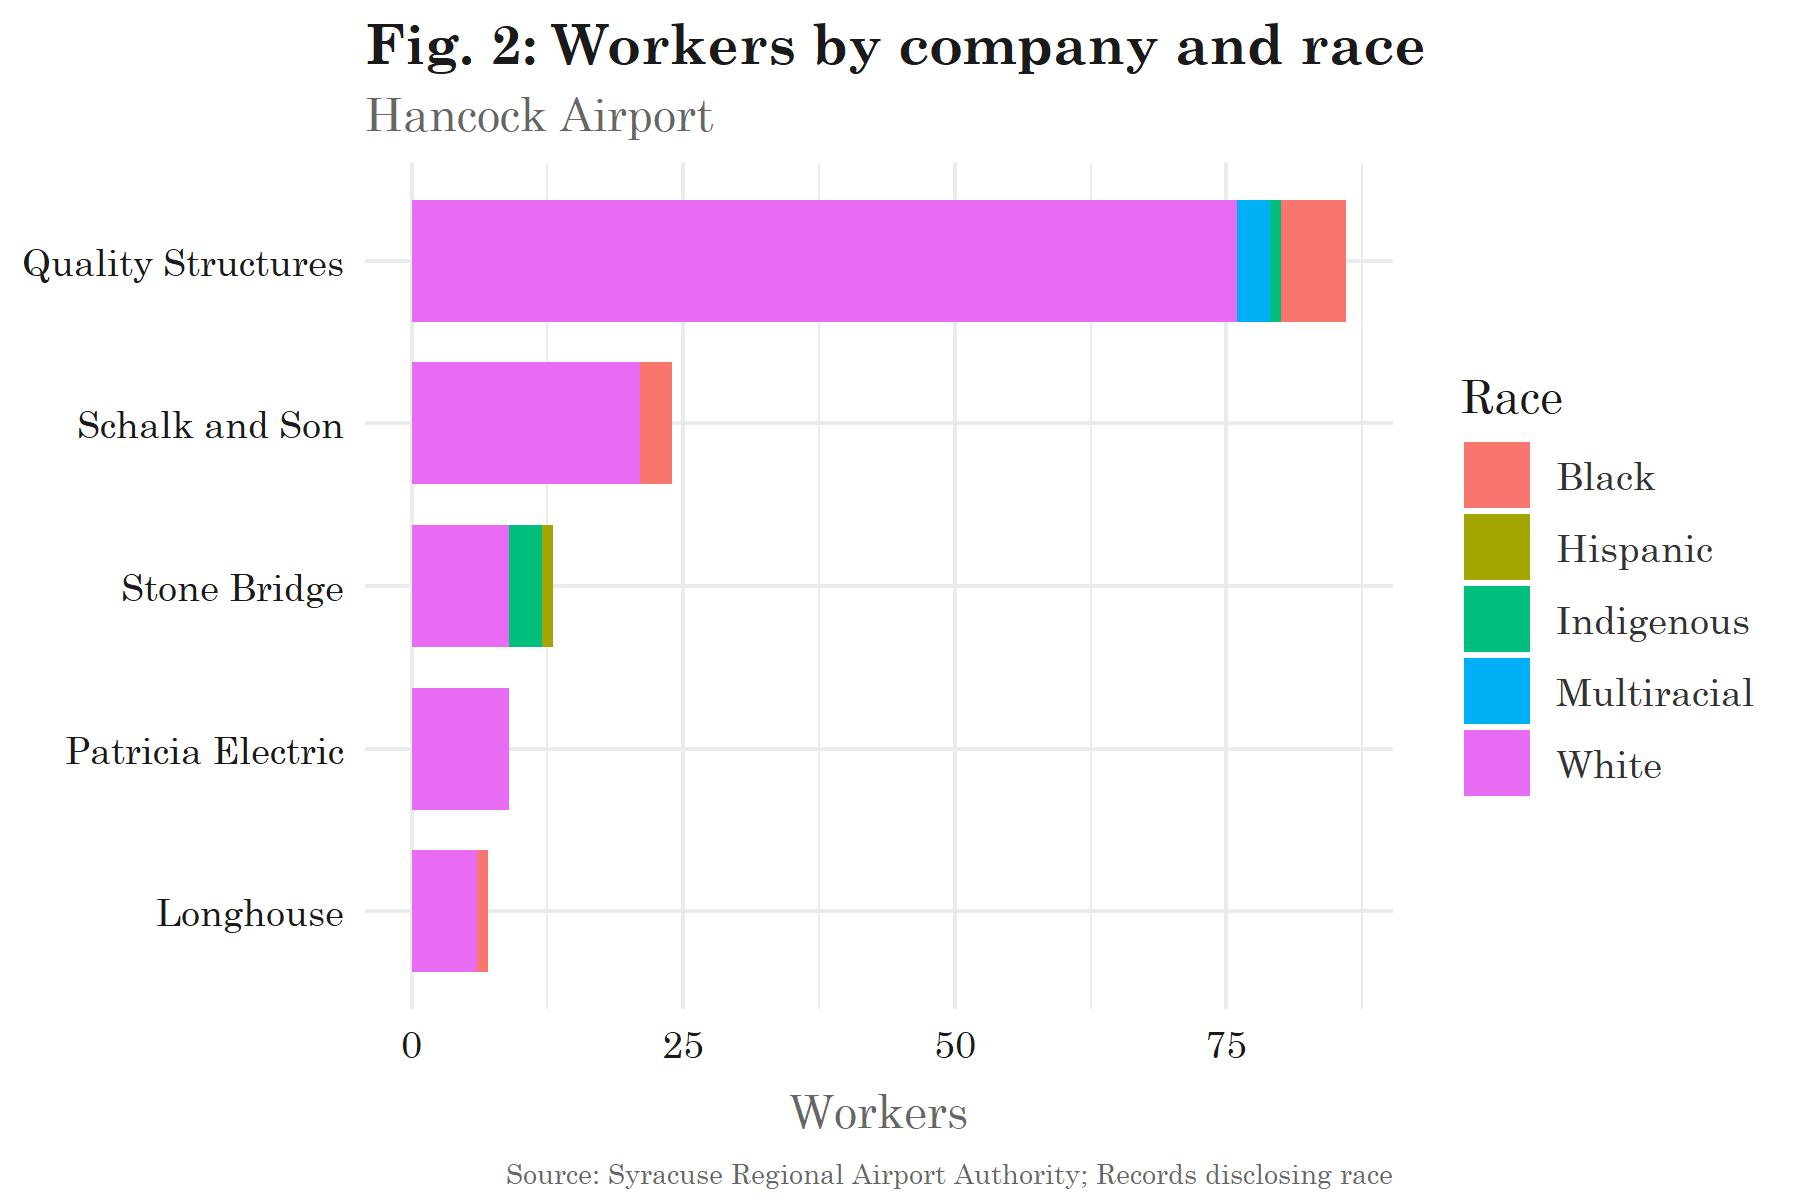 Fig. 2: Workers by company and race
Hancock Airport
Quality Structures
Schalk and Son
Stone Bridge
Patricia Electric
Longhouse
0 25 50 75
Workers
Race
Black
Hispanic
Indigenous
Multiracial
White
Source: Syracuse Regional Airport Authority; Records disclosing race